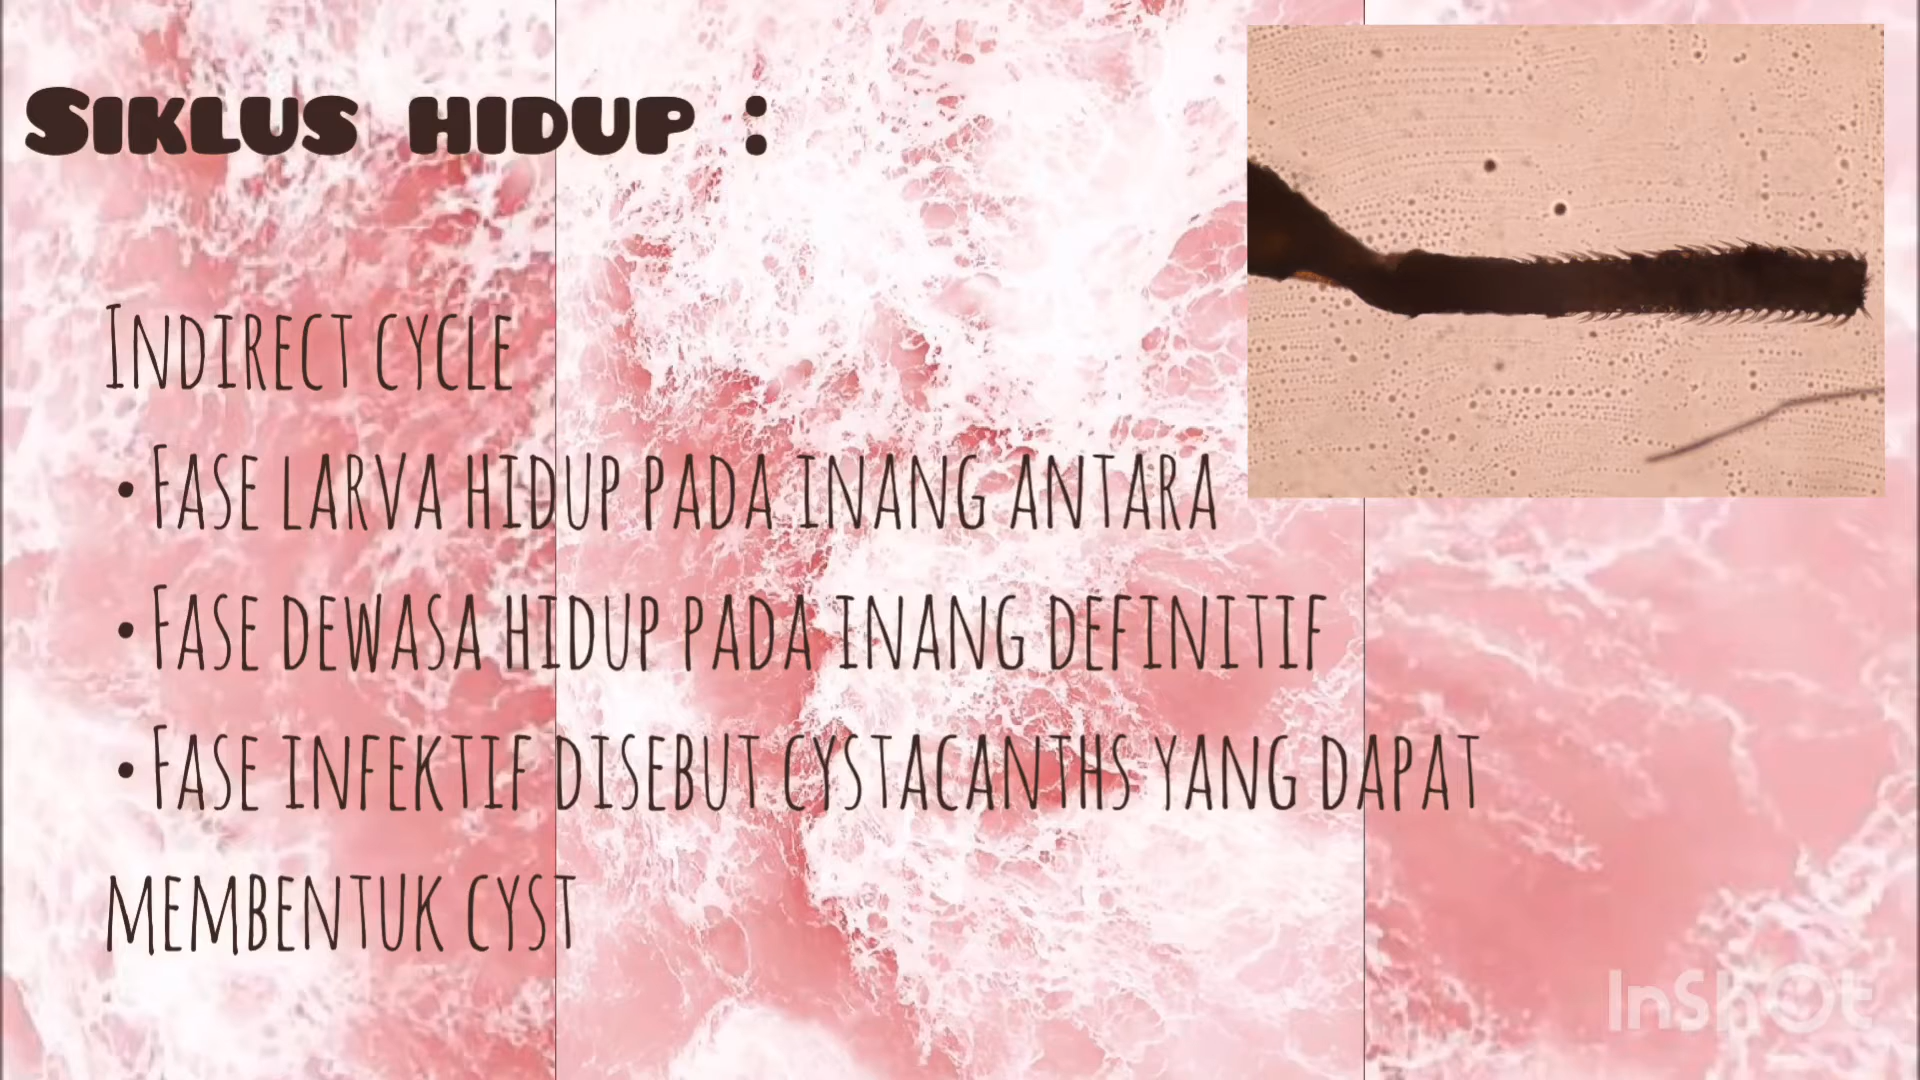 Siklus hidup :
Indirect cycle
• Fase larva hidup pada inang antara
• Fase dewasa hidup pada inang definitif
• Fase infektif disebut cystacanths yang dapat
membentuk cyst
InShOt